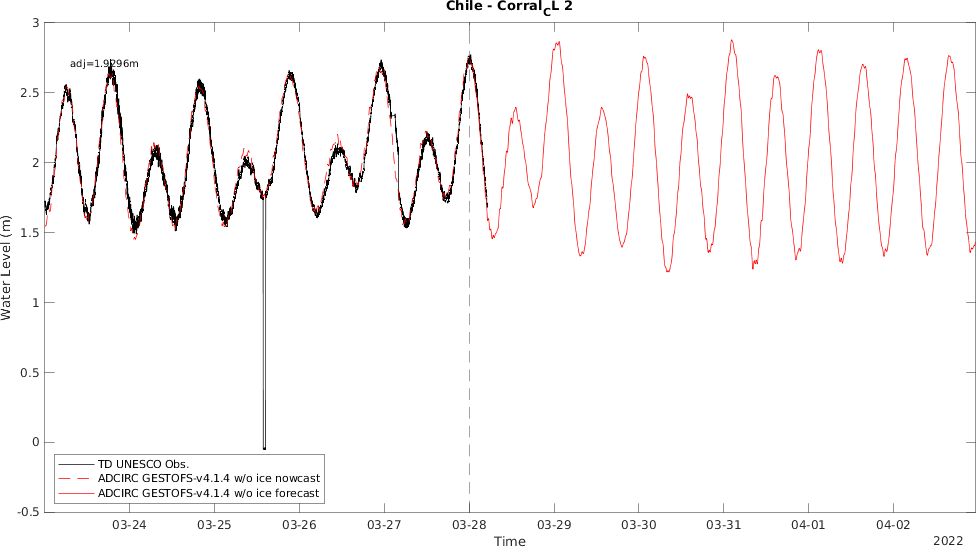 Chile - Corral_CL 2
adj=1.9296m
3
2.5
2
1.5
1
0.5
0
-0.5
Water Level (m)
TD UNESCO Obs.
ADCIRC GESTOFS-v4.1.4 w/o ice nowcast
ADCIRC GESTOFS-v4.1.4 w/o ice forecast
03-24
03-25
03-26
03-27
03-28
03-29
03-30
03-31
04-01
04-02
Time
2022